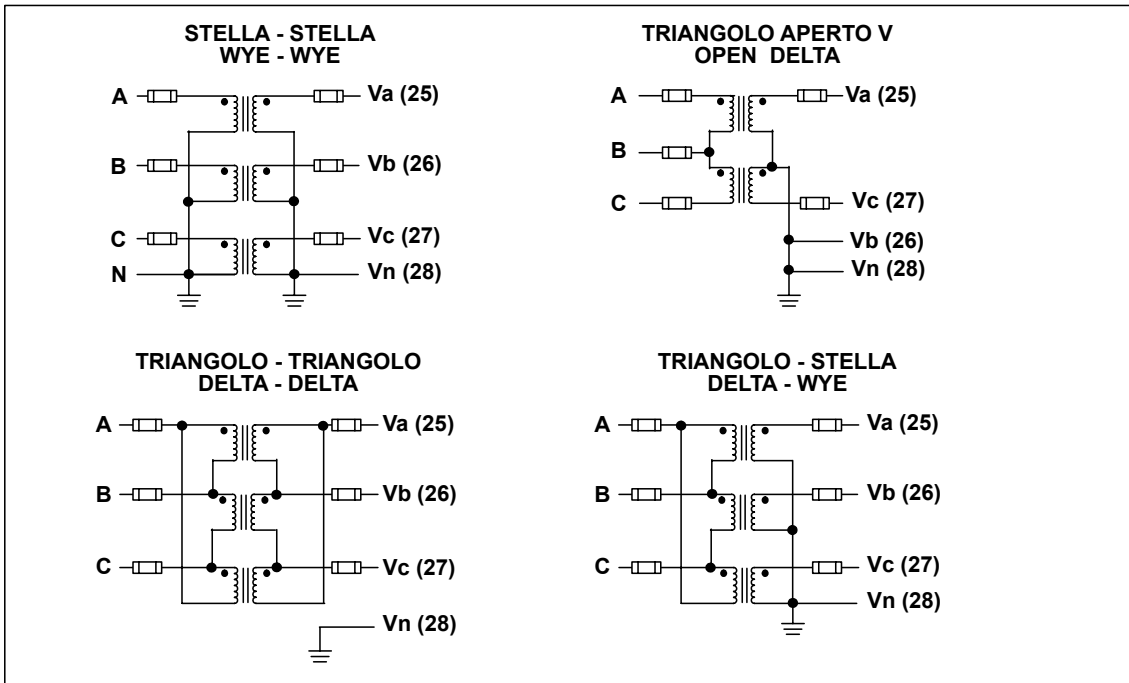 STELLA - STELLA
WYE - WYE
A
Va (25)
B
Vb (26)
C
Vc (27)
N
Vn (28)
TRIANGOLO APERTO V
OPEN DELTA
A
Va (25)
B
C
Vc (27)
Vb (26)
Vn (28)
TRIANGOLO - TRIANGOLO
DELTA - DELTA
A
Va (25)
B
Vb (26)
C
Vc (27)
Vn (28)
TRIANGOLO - STELLA
DELTA - WYE
A
Va (25)
B
Vb (26)
C
Vc (27)
Vn (28)